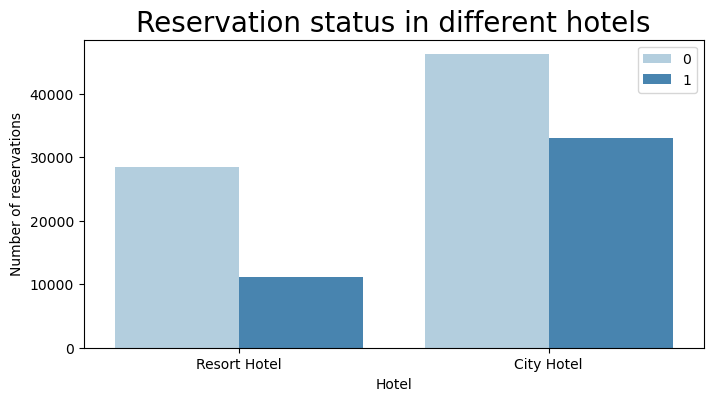 Reservation status in different hotels
0
1
Number of reservations
40000
30000
20000
10000
0
Resort Hotel
City Hotel
Hotel